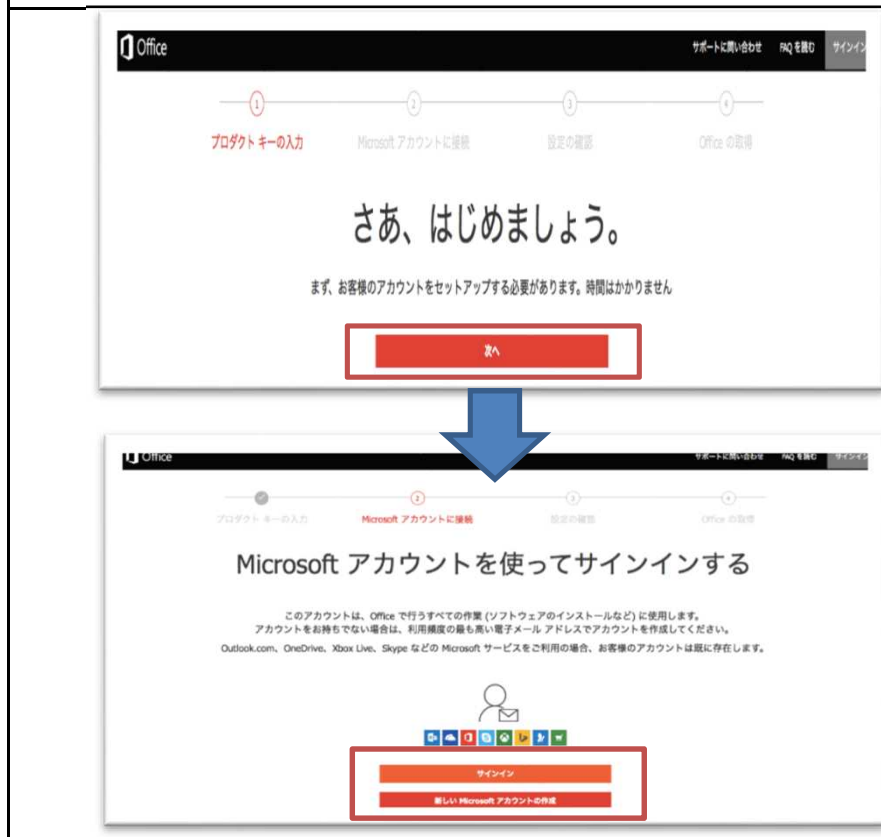 Office
サポートに問い合わせ FAQ を読む サインイン
1 2 3 4
プロダクト キーの入力 Microsoft アカウントに接続 設定の確認 Office の取得
さあ、はじめましょう。
まず、お客様のアカウントをセットアップする必要があります。時間はかかりません
次へ
Office
サポートに問い合わせ FAQ を読む サインイン
2 3 4
プロダクト キーの入力 Microsoft アカウントに接続 設定の確認 Office の取得
Microsoft アカウントを使ってサインインする
このアカウントは、Office で行うすべての作業 (ソフトウェアのインストールなど) に使用します。
アカウントをお持ちでない場合は、利用頻度の最も高い電子メール アドレスでアカウントを作成してください。
Outlook.com、OneDrive、Xbox Live、Skype などの Microsoft サービスをご利用の場合、お客様のアカウントは既に存在します。
サインイン
新しい Microsoft アカウントの作成